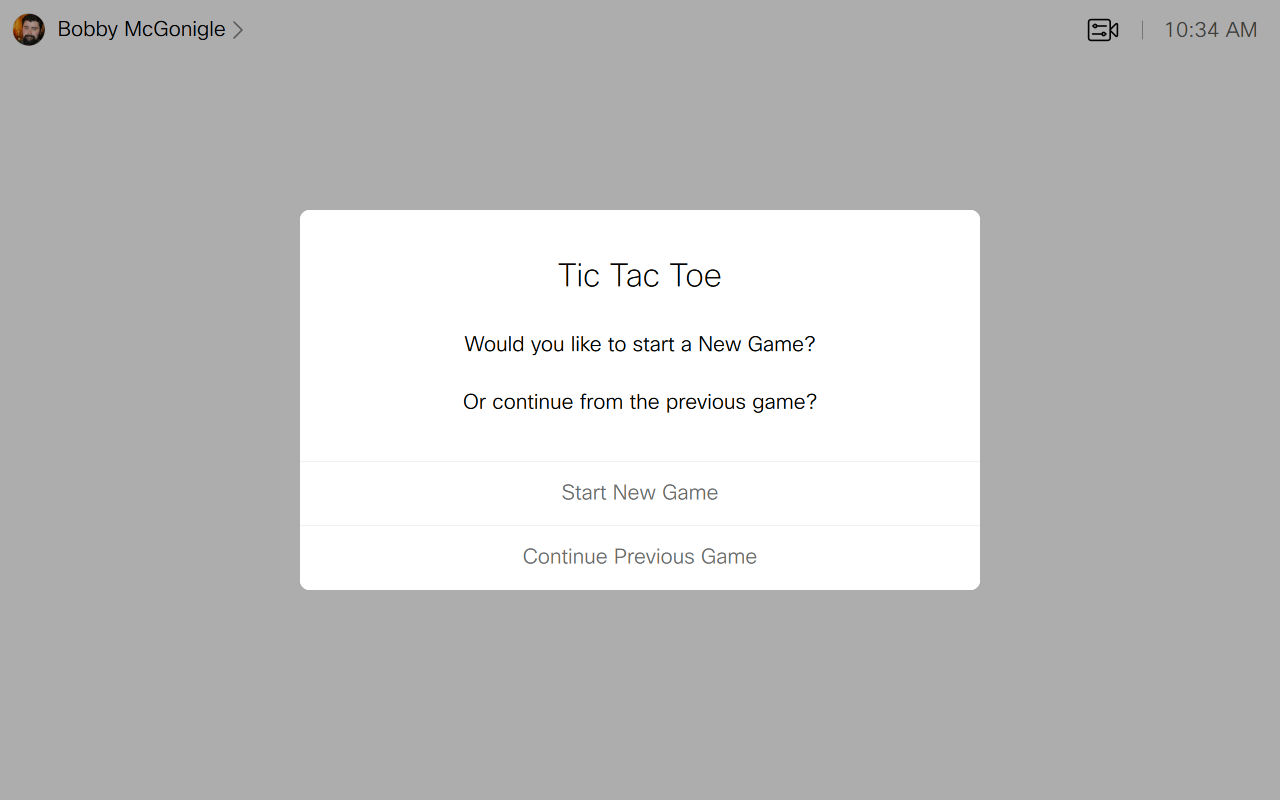 Bobby McGonigle
10:34 AM
Tic Tac Toe
Would you like to start a New Game?
Or continue from the previous game?
Start New Game
Continue Previous Game